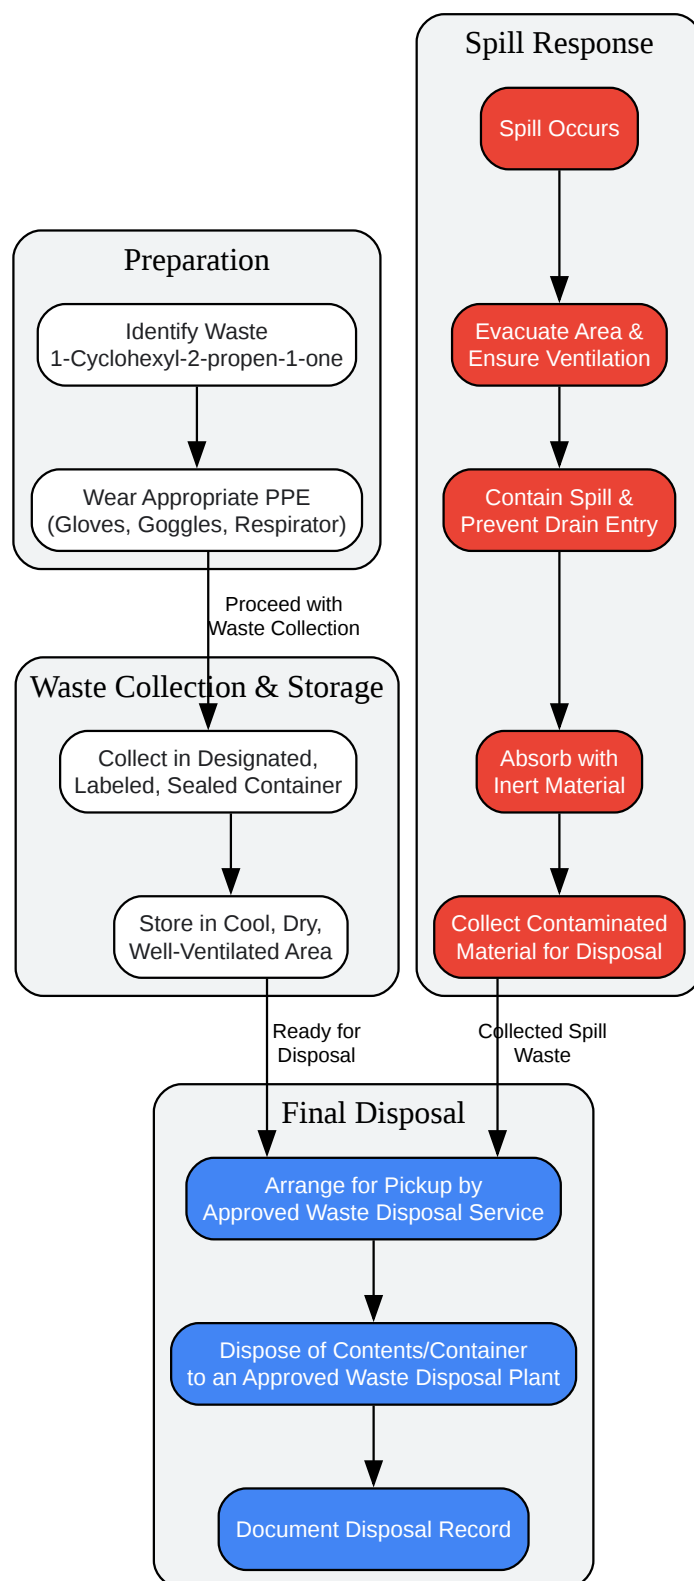 Spill Response
Spill Occurs
Preparation
Identify Waste
1-Cyclohexyl-2-propen-1-one
Evacuate Area &
Ensure Ventilation
Wear Appropriate PPE
(Gloves, Goggles, Respirator)
Contain Spill &
Prevent Drain Entry
Proceed with
Waste Collection
Waste Collection & Storage
Collect in Designated,
Labeled, Sealed Container
Absorb with
Inert Material
Store in Cool, Dry,
Well-Ventilated Area
Collect Contaminated
Material for Disposal
Ready for
Disposal
Collected Spill
Waste
Final Disposal
Arrange for Pickup by
Approved Waste Disposal Service
Dispose of Contents/Container
to an Approved Waste Disposal Plant
Document Disposal Record